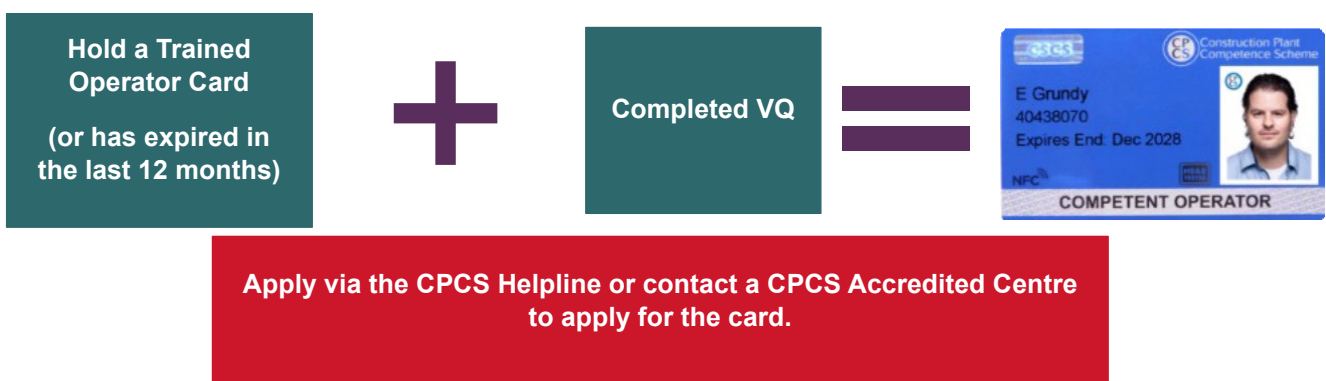 Hold a Trained
Operator Card
(or has expired in
the last 12 months)
Completed VQ
CSCS
CP
CS
Construction Plant
Competence Scheme
E Grundy
40438070
Expires End: Dec 2028
NFC
COMPETENT OPERATOR
Apply via the CPCS Helpline or contact a CPCS Accredited Centre
to apply for the card.